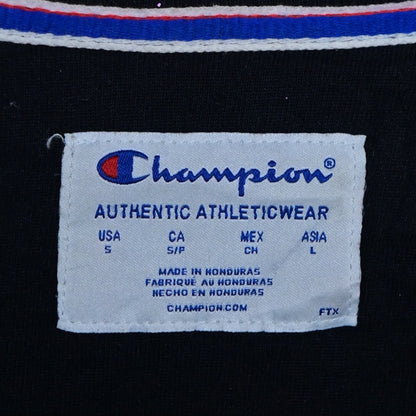 Champion®
AUTHENTIC ATHLETICWEAR
USA CA MEX ASIA
S S/P CH L
MADE IN HONDURAS
FABRIQUÉ AU HONDURAS
HECHO EN HONDURAS
CHAMPION.COM
FTX